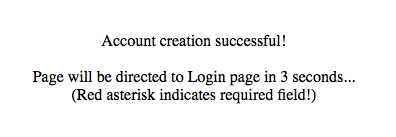 Account creation successful!
Page will be directed to Login page in 3 seconds...
(Red asterisk indicates required field!)